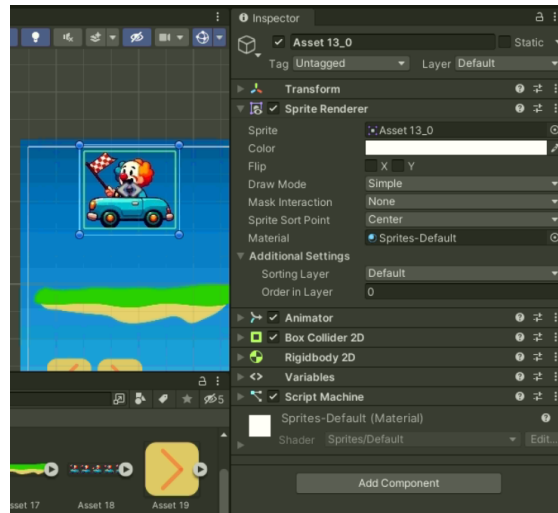 Inspector
Asset 13_0
Static
Tag Untagged
Layer Default
Transform
Sprite Renderer
Sprite
Asset 13_0
Color
Flip
X Y
Draw Mode
Simple
Mask Interaction
None
Sprite Sort Point
Center
Material
Sprites-Default
Additional Settings
Sorting Layer
Default
Order in Layer
0
Animator
Box Collider 2D
Rigidbody 2D
Variables
Script Machine
Sprites-Default (Material)
Shader Sprites/Default
Edit...
Add Component
5
sset 17
Asset 18
Asset 19